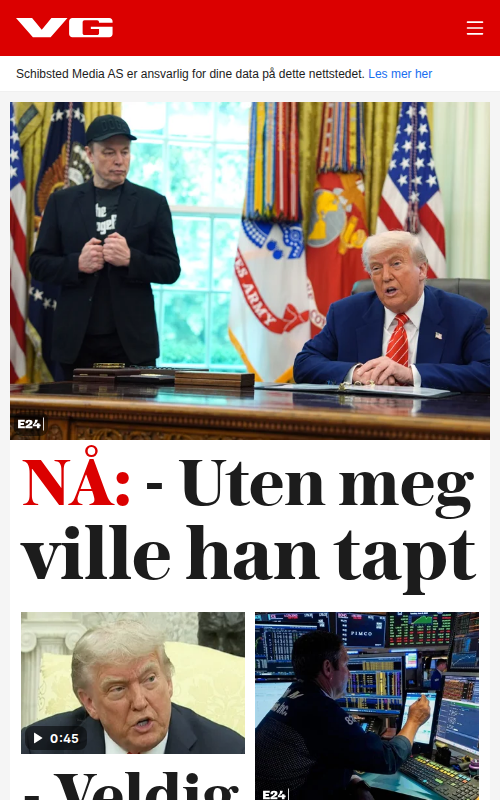 VG
Schibsted Media AS er ansvarlig for dine data på dette nettstedet. Les mer her
E24
NÅ: - Uten meg
ville han tapt
PIMCO
0:45
E24
- Veldig